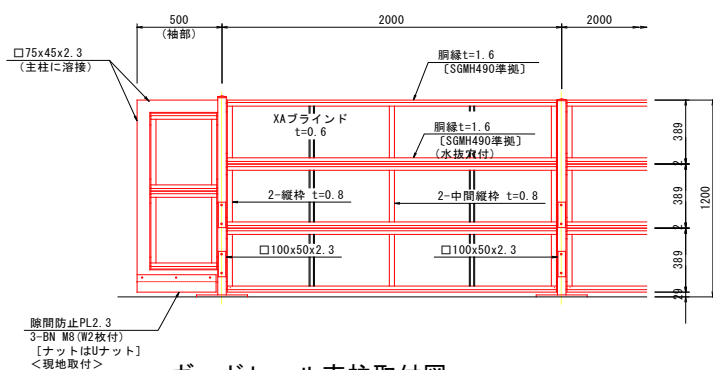 500
(袖部)
2000
2000
□75x45x2.3
(主柱に溶接)
胴縁t=1.6
〔SGMH490準拠〕
XAブラインド
t=0.6
胴縁t=1.6
〔SGMH490準拠〕
(水抜穴付)
2-縦枠 t=0.8
2-中間縦枠 t=0.8
□100x50x2.3
□100x50x2.3
389
2
389
2
389
29
1200
隙間防止PL2.3
3-BN M8(W2枚付)
[ナットはUナット]
<現地取付>